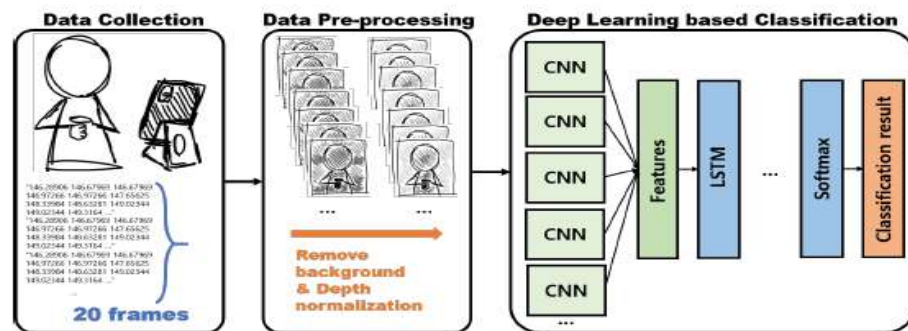 Data Collection
"146.28906 146.67969 146.67969
146.97266 146.97266 147.65625
148.33984 148.63281 149.02344
149.02344 149.3164 ..."
"146.28906 146.67969 146.67969
146.97266 146.97266 147.65625
148.33984 148.63281 149.02344
149.02344 149.3164 ..."
"146.28906 146.67969 146.67969
146.97266 146.97266 147.65625
148.33984 148.63281 149.02344
149.02344 149.3164 ..."
...
20 frames
Data Pre-processing
... ...
Remove
background
& Depth
normalization
Deep Learning based Classification
CNN
CNN
CNN
CNN
CNN
...
Features
LSTM
...
Softmax
Classification result